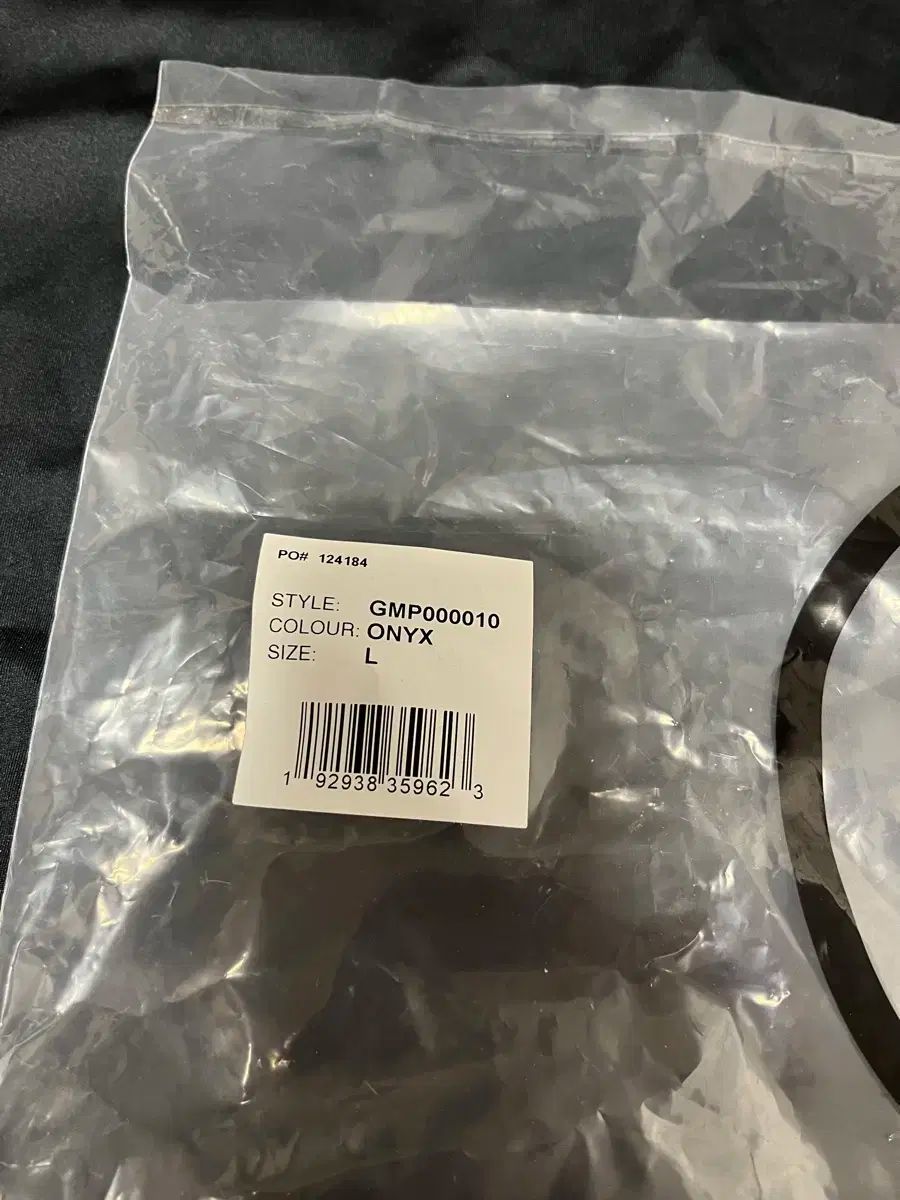 PO# 124184
STYLE: GMP000010
COLOUR: ONYX
SIZE: L
1 92938 35962 3